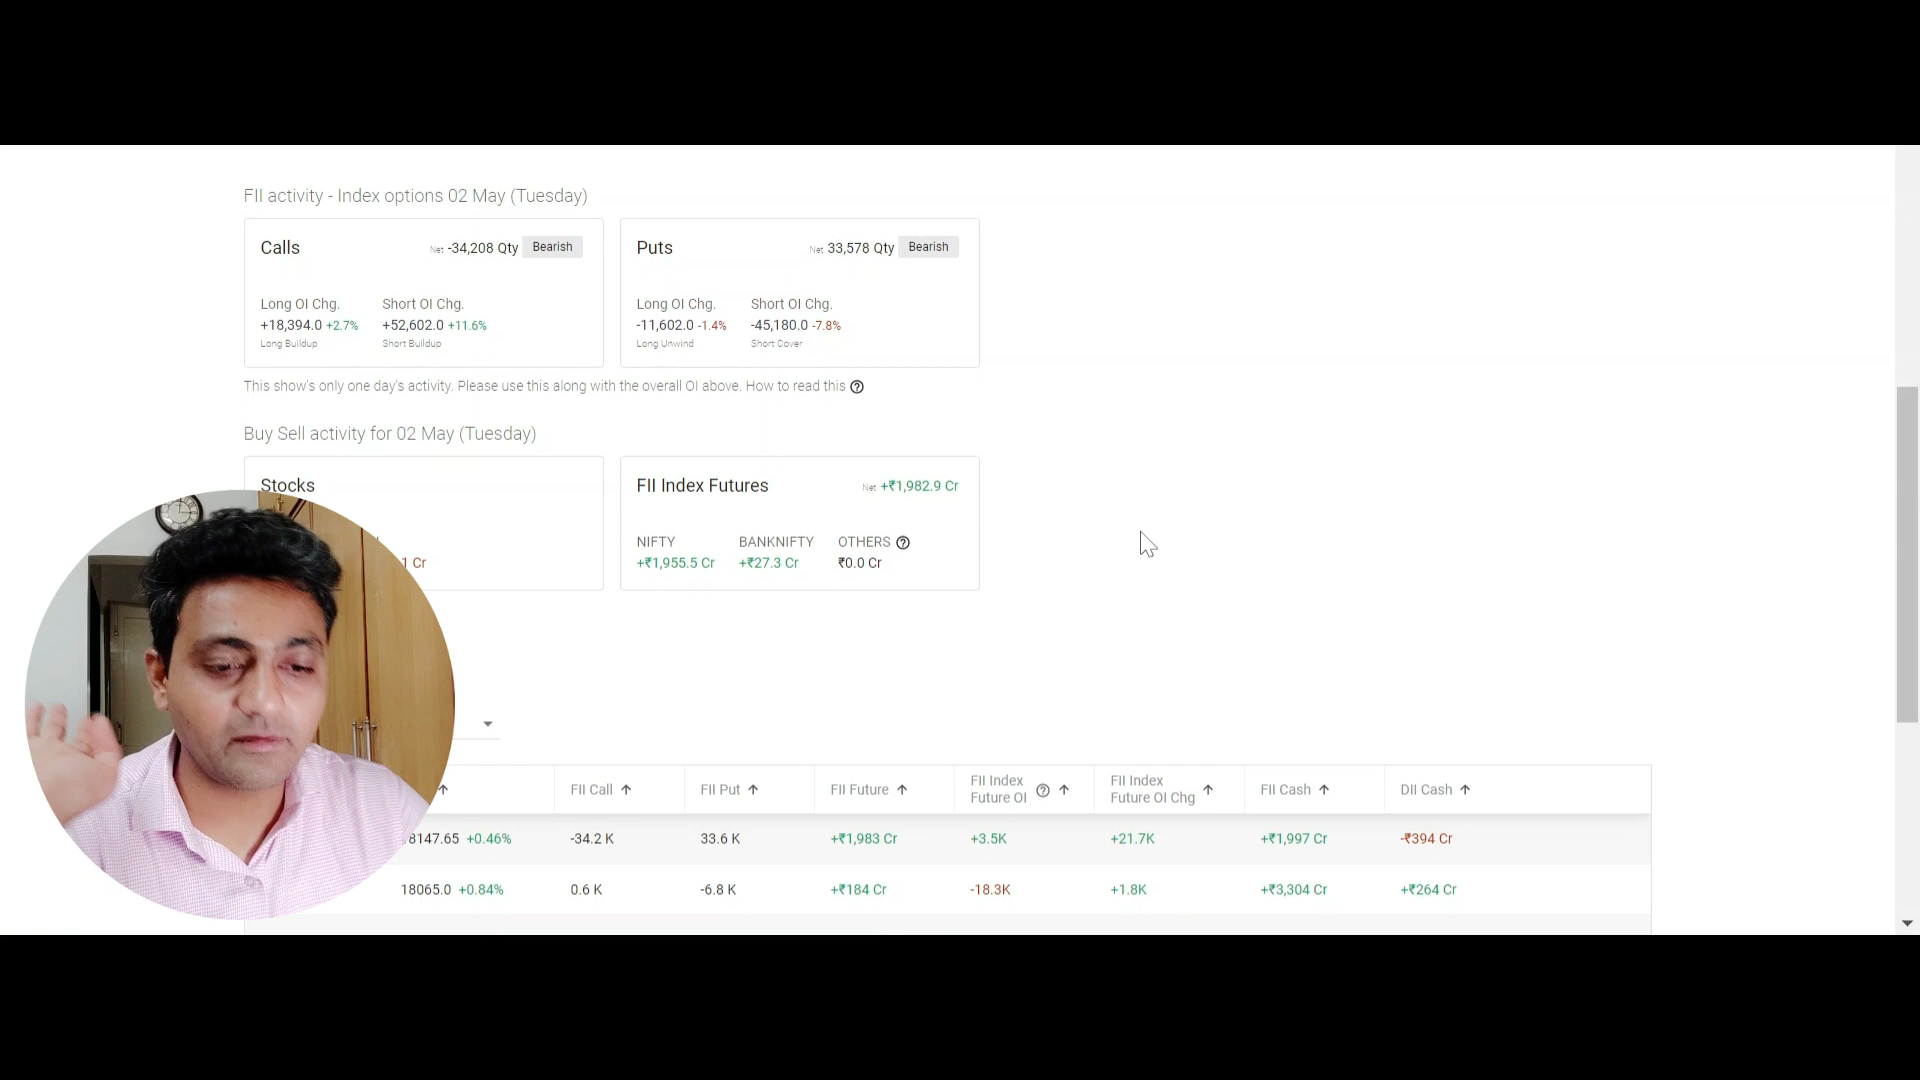 FII activity - Index options 02 May (Tuesday)
Calls Net -34,208 Qty Bearish
Puts Net 33,578 Qty Bearish
Long OI Chg. Short OI Chg.
+18,394.0 +2.7% +52,602.0 +11.6%
Long Buildup Short Buildup
Long OI Chg. Short OI Chg.
-11,602.0 -1.4% -45,180.0 -7.8%
Long Unwind Short Cover
This show's only one day's activity. Please use this along with the overall OI above. How to read this
Buy Sell activity for 02 May (Tuesday)
Stocks
1 Cr
FII Index Futures Net +₹1,982.9 Cr
NIFTY BANKNIFTY OTHERS
+₹1,955.5 Cr +₹27.3 Cr ₹0.0 Cr
FII Call FII Put FII Future FII Index Future OI FII Index Future OI Chg FII Cash DII Cash
8147.65 +0.46% -34.2 K 33.6 K +₹1,983 Cr +3.5K +21.7K +₹1,997 Cr -₹394 Cr
18065.0 +0.84% 0.6 K -6.8 K +₹184 Cr -18.3K +1.8K +₹3,304 Cr +₹264 Cr